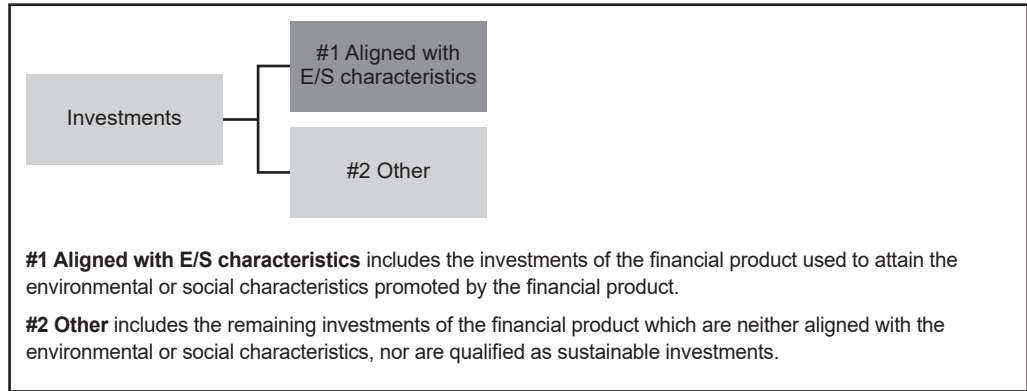 #1 Aligned with
E/S characteristics
Investments
#2 Other
#1 Aligned with E/S characteristics includes the investments of the financial product used to attain the
environmental or social characteristics promoted by the financial product.
#2 Other includes the remaining investments of the financial product which are neither aligned with the
environmental or social characteristics, nor are qualified as sustainable investments.